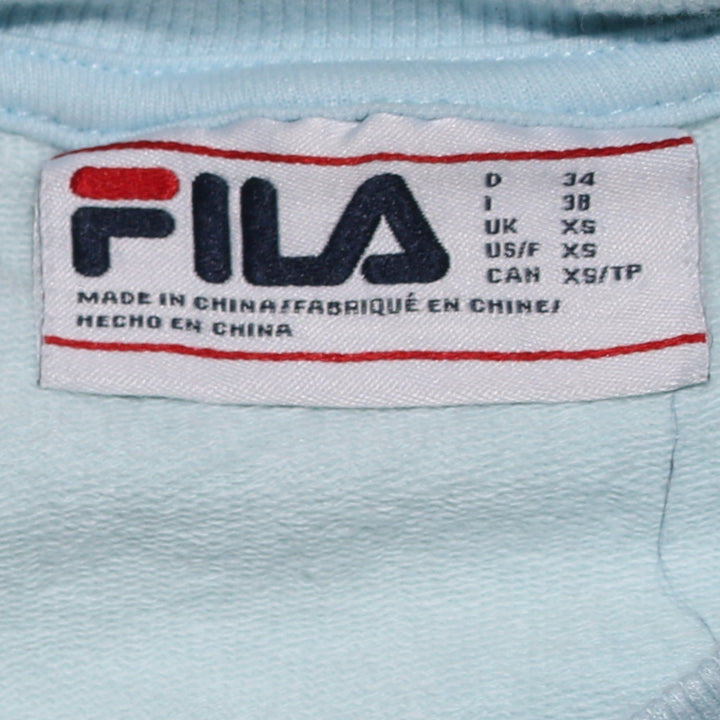 FILA
D 34
I 38
UK XS
US/F XS
CAN XS/TP
MADE IN CHINA/FABRIQUÉ EN CHINE/
HECHO EN CHINA